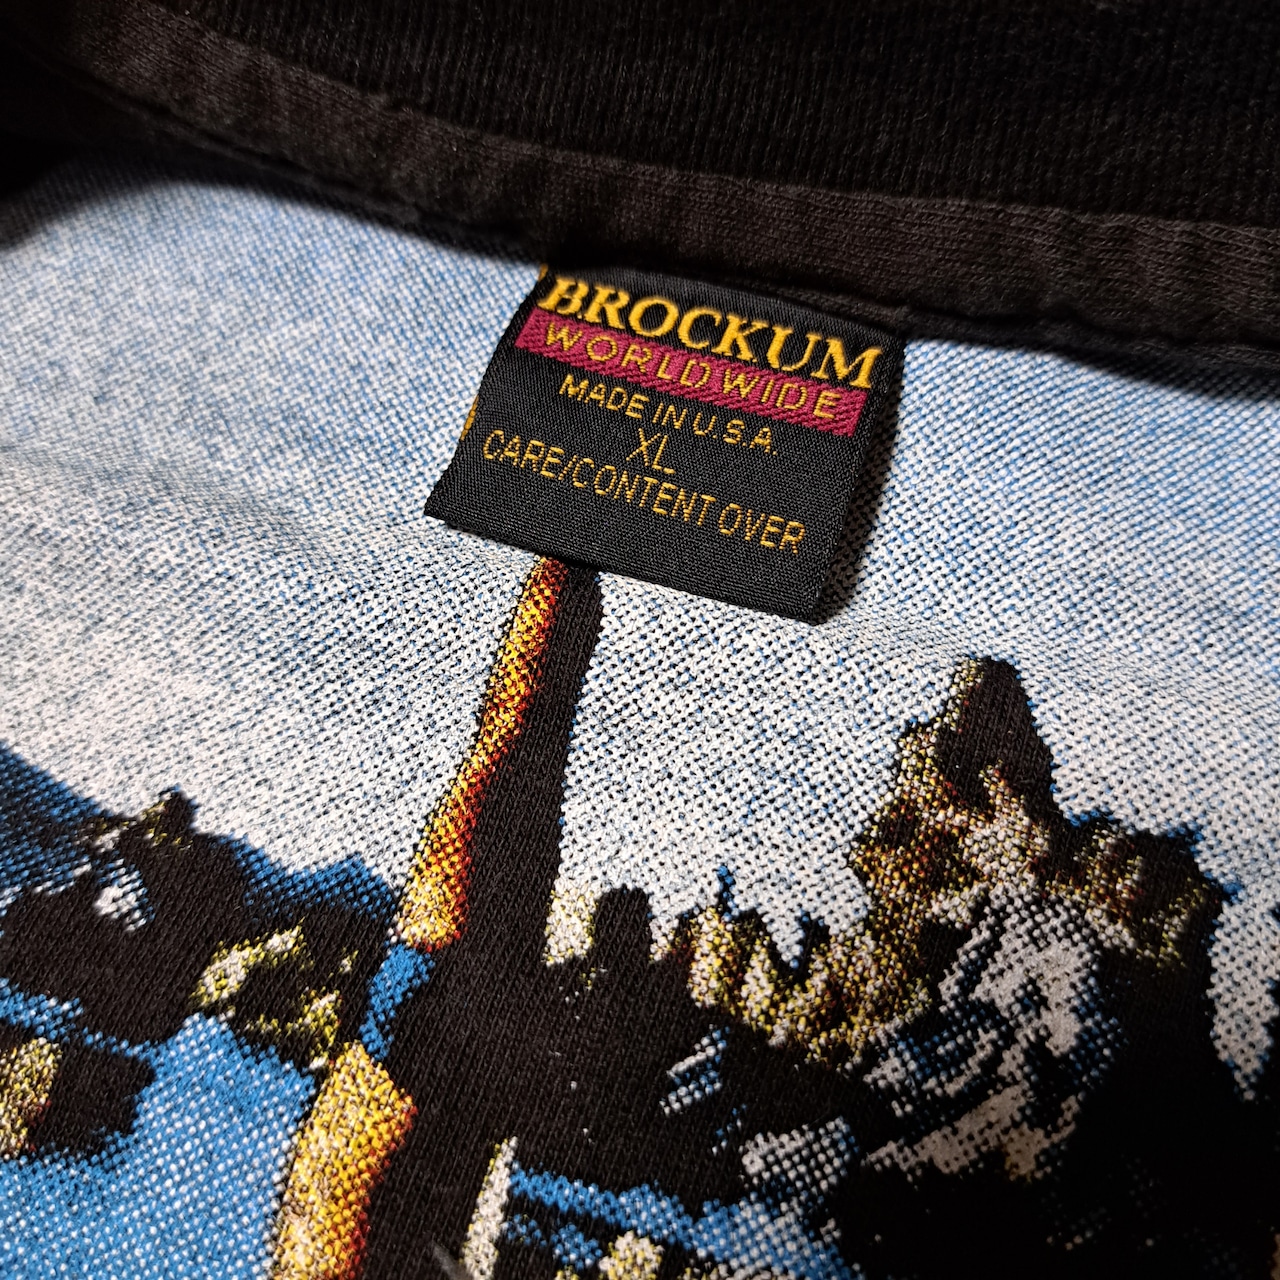 BROCKUM
WORLDWIDE
MADE IN U.S.A.
XL
CARE/CONTENT OVER